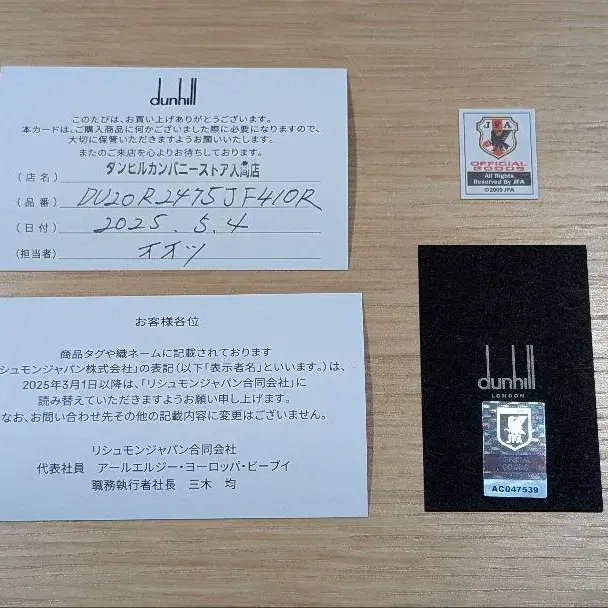 dunhill
このたびは、お買い上げありがとうございます。
本カードは、ご購入商品に何かございました際に必要になりますので、
大切に保管いただきますようお願いいたします。
またのご来店を心よりお待ちしております。
(店名) ダンヒルカンパニーストア入間店
(品番) DU20R2475JF410R
(日付) 2025.5.4
(担当者)
お客様各位
商品タグや織ネームに記載されております
リシュモンジャパン株式会社」の表記(以下「表示者名」といいます。)は、
2025年3月1日以降は、「リシュモンジャパン合同会社」に
読み替えていただきますようお願い申し上げます。
なお、お問い合わせ先その他の記載内容に変更はございません。
リシュモンジャパン合同会社
代表社員 アールエルジー・ヨーロッパ・ビーブイ
職務執行者社長 三木 均
JFA
OFFICIAL
GOODS
All Rights
Reserved By JFA
©2009 JFA
dunhill
LONDON
JFA
AC047539